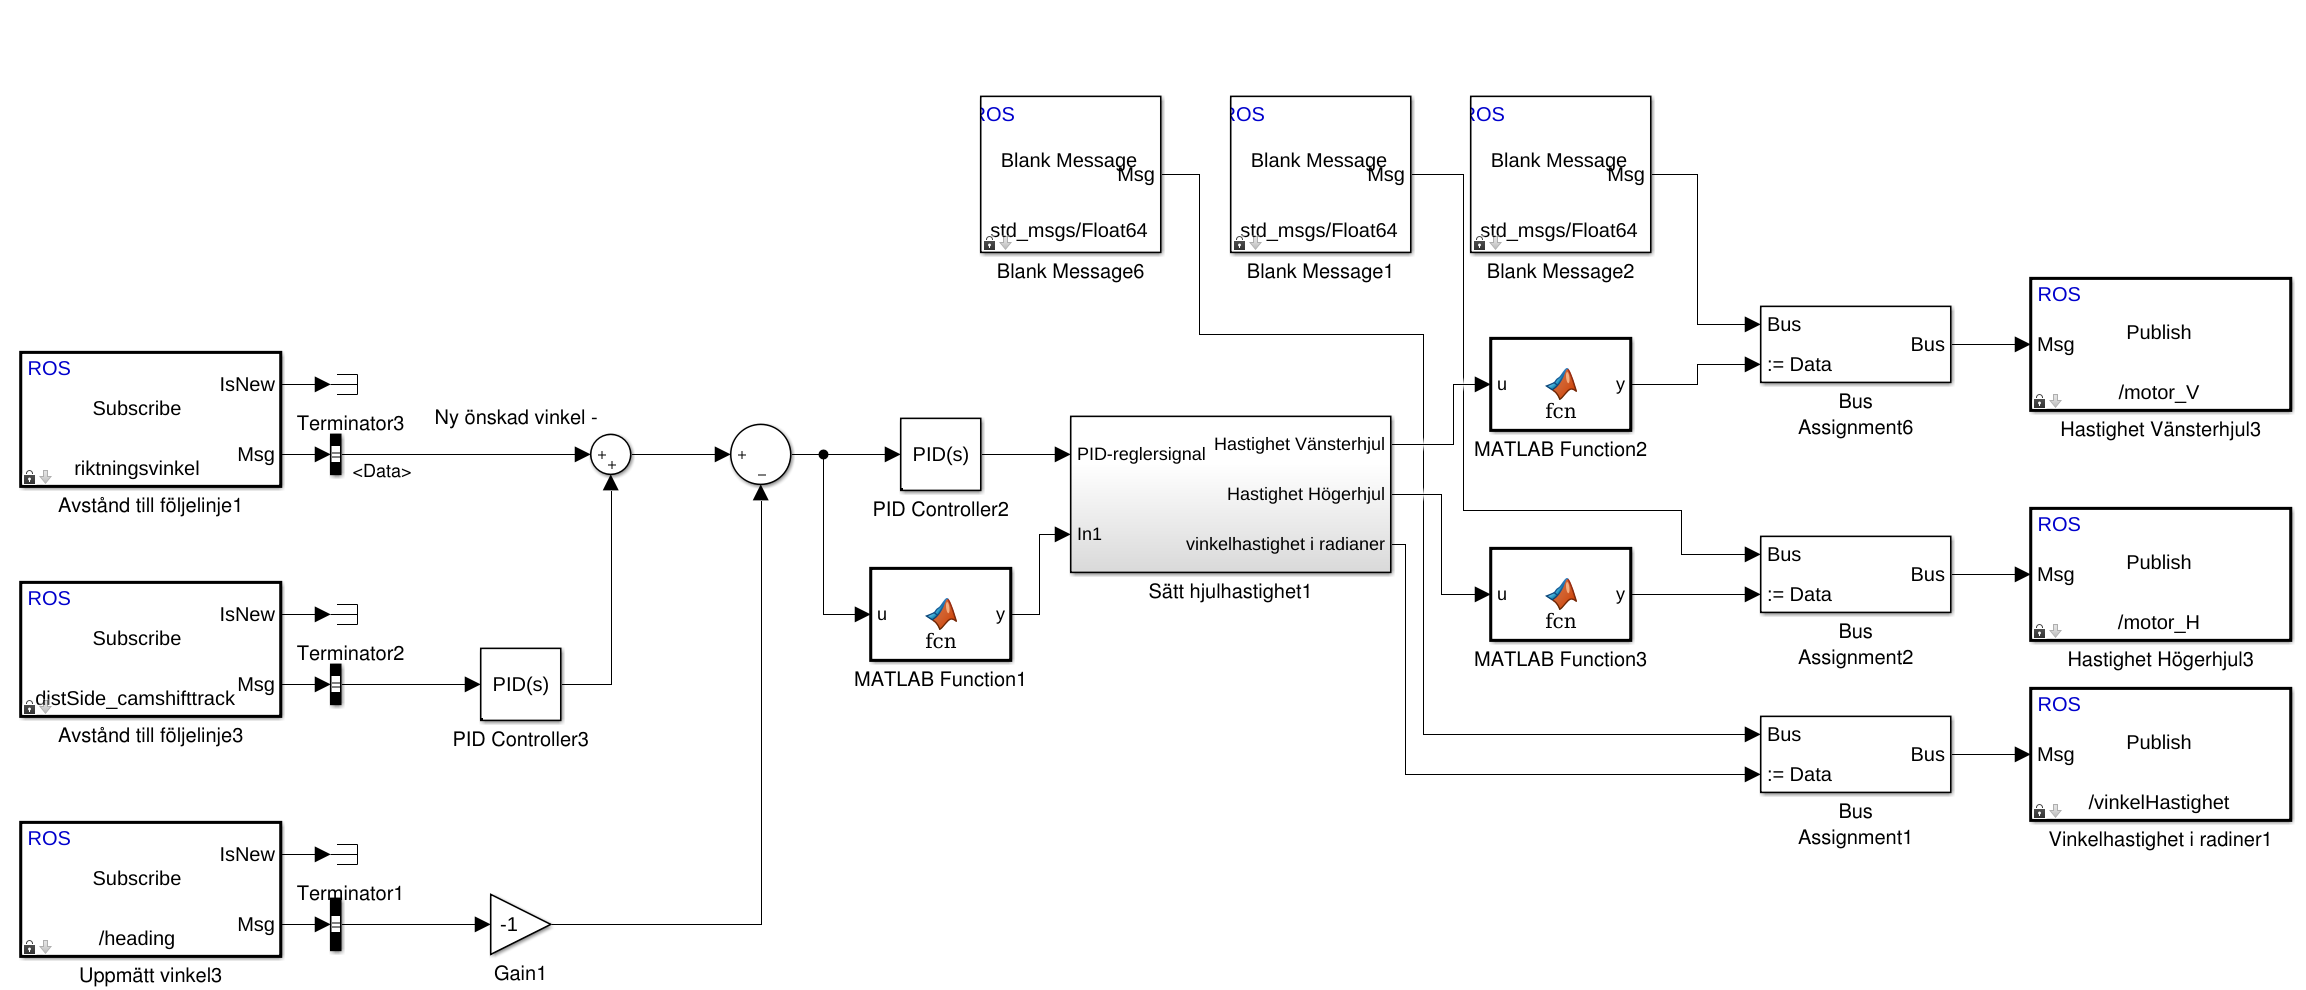 ROS
Blank Message
Msg
std_msgs/Float64
Blank Message6
ROS
Blank Message
Msg
std_msgs/Float64
Blank Message1
ROS
Blank Message
Msg
std_msgs/Float64
Blank Message2
ROS
IsNew
Subscribe
Msg
riktningsvinkel
Avstånd till följelinje1
Terminator3
<Data>
Ny önskad vinkel -
+
+
+
−
PID(s)
PID Controller2
u
y
fcn
MATLAB Function1
PID-reglersignal
In1
Hastighet Vänsterhjul
Hastighet Högerhjul
vinkelhastighet i radianer
Sätt hjulhastighet1
u
y
fcn
MATLAB Function2
u
y
fcn
MATLAB Function3
Bus
:= Data
Bus
Bus
Assignment6
ROS
Publish
Msg
/motor_V
Hastighet Vänsterhjul3
Bus
:= Data
Bus
Bus
Assignment2
ROS
Publish
Msg
/motor_H
Hastighet Högerhjul3
ROS
IsNew
Subscribe
Msg
distSide_camshifttrack
Avstånd till följelinje3
Terminator2
PID(s)
PID Controller3
Bus
:= Data
Bus
Bus
Assignment1
ROS
Publish
Msg
/vinkelHastighet
Vinkelhastighet i radiner1
ROS
IsNew
Subscribe
Msg
/heading
Uppmätt vinkel3
Terminator1
-1
Gain1